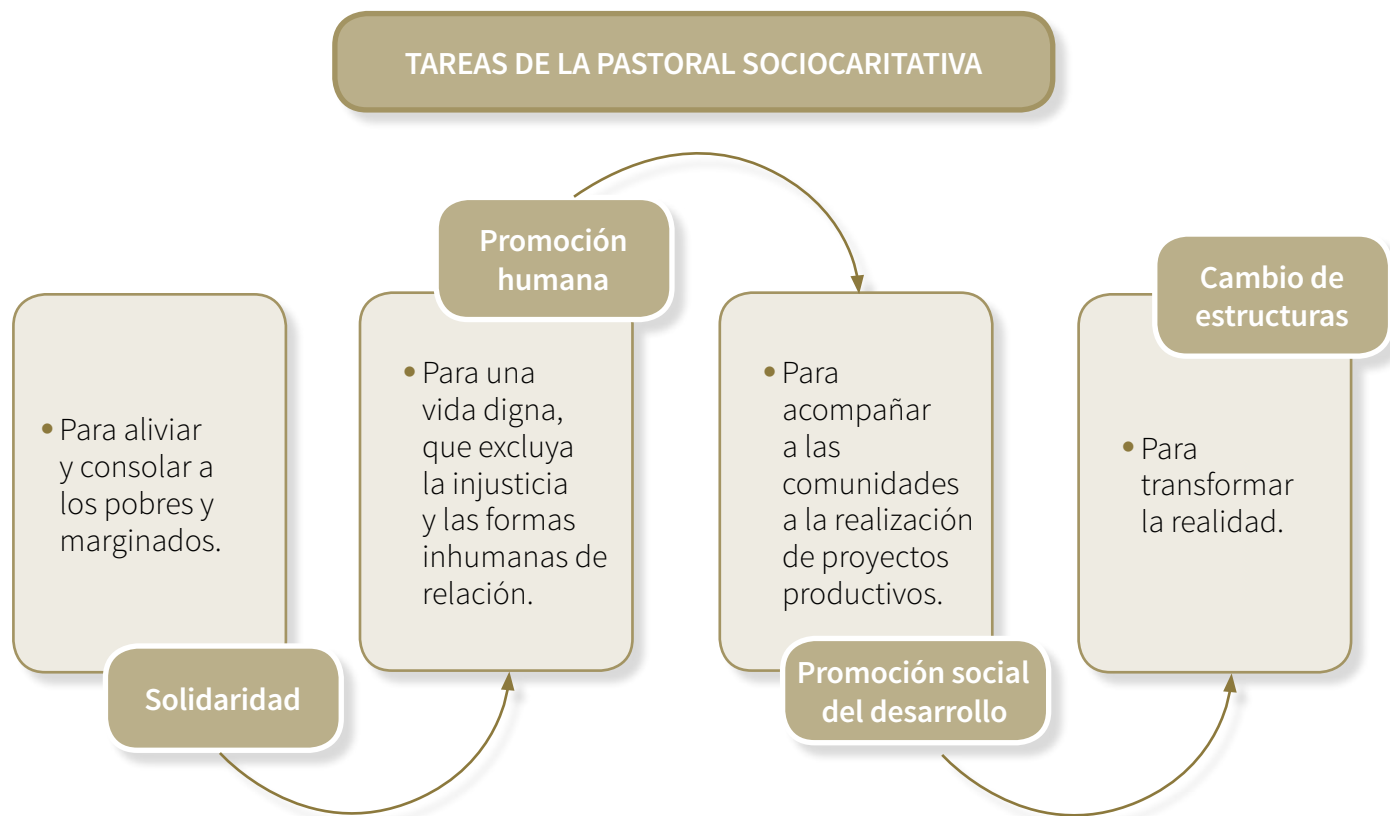 TAREAS DE LA PASTORAL SOCIOCARITATIVA
• Para aliviar
y consolar a
los pobres y
marginados.
Solidaridad
Promoción
humana
• Para una
vida digna,
que excluya
la injusticia
y las formas
inhumanas de
relación.
• Para
acompañar
a las
comunidades
a la realización
de proyectos
productivos.
Promoción social
del desarrollo
Cambio de
estructuras
• Para
transformar
la realidad.